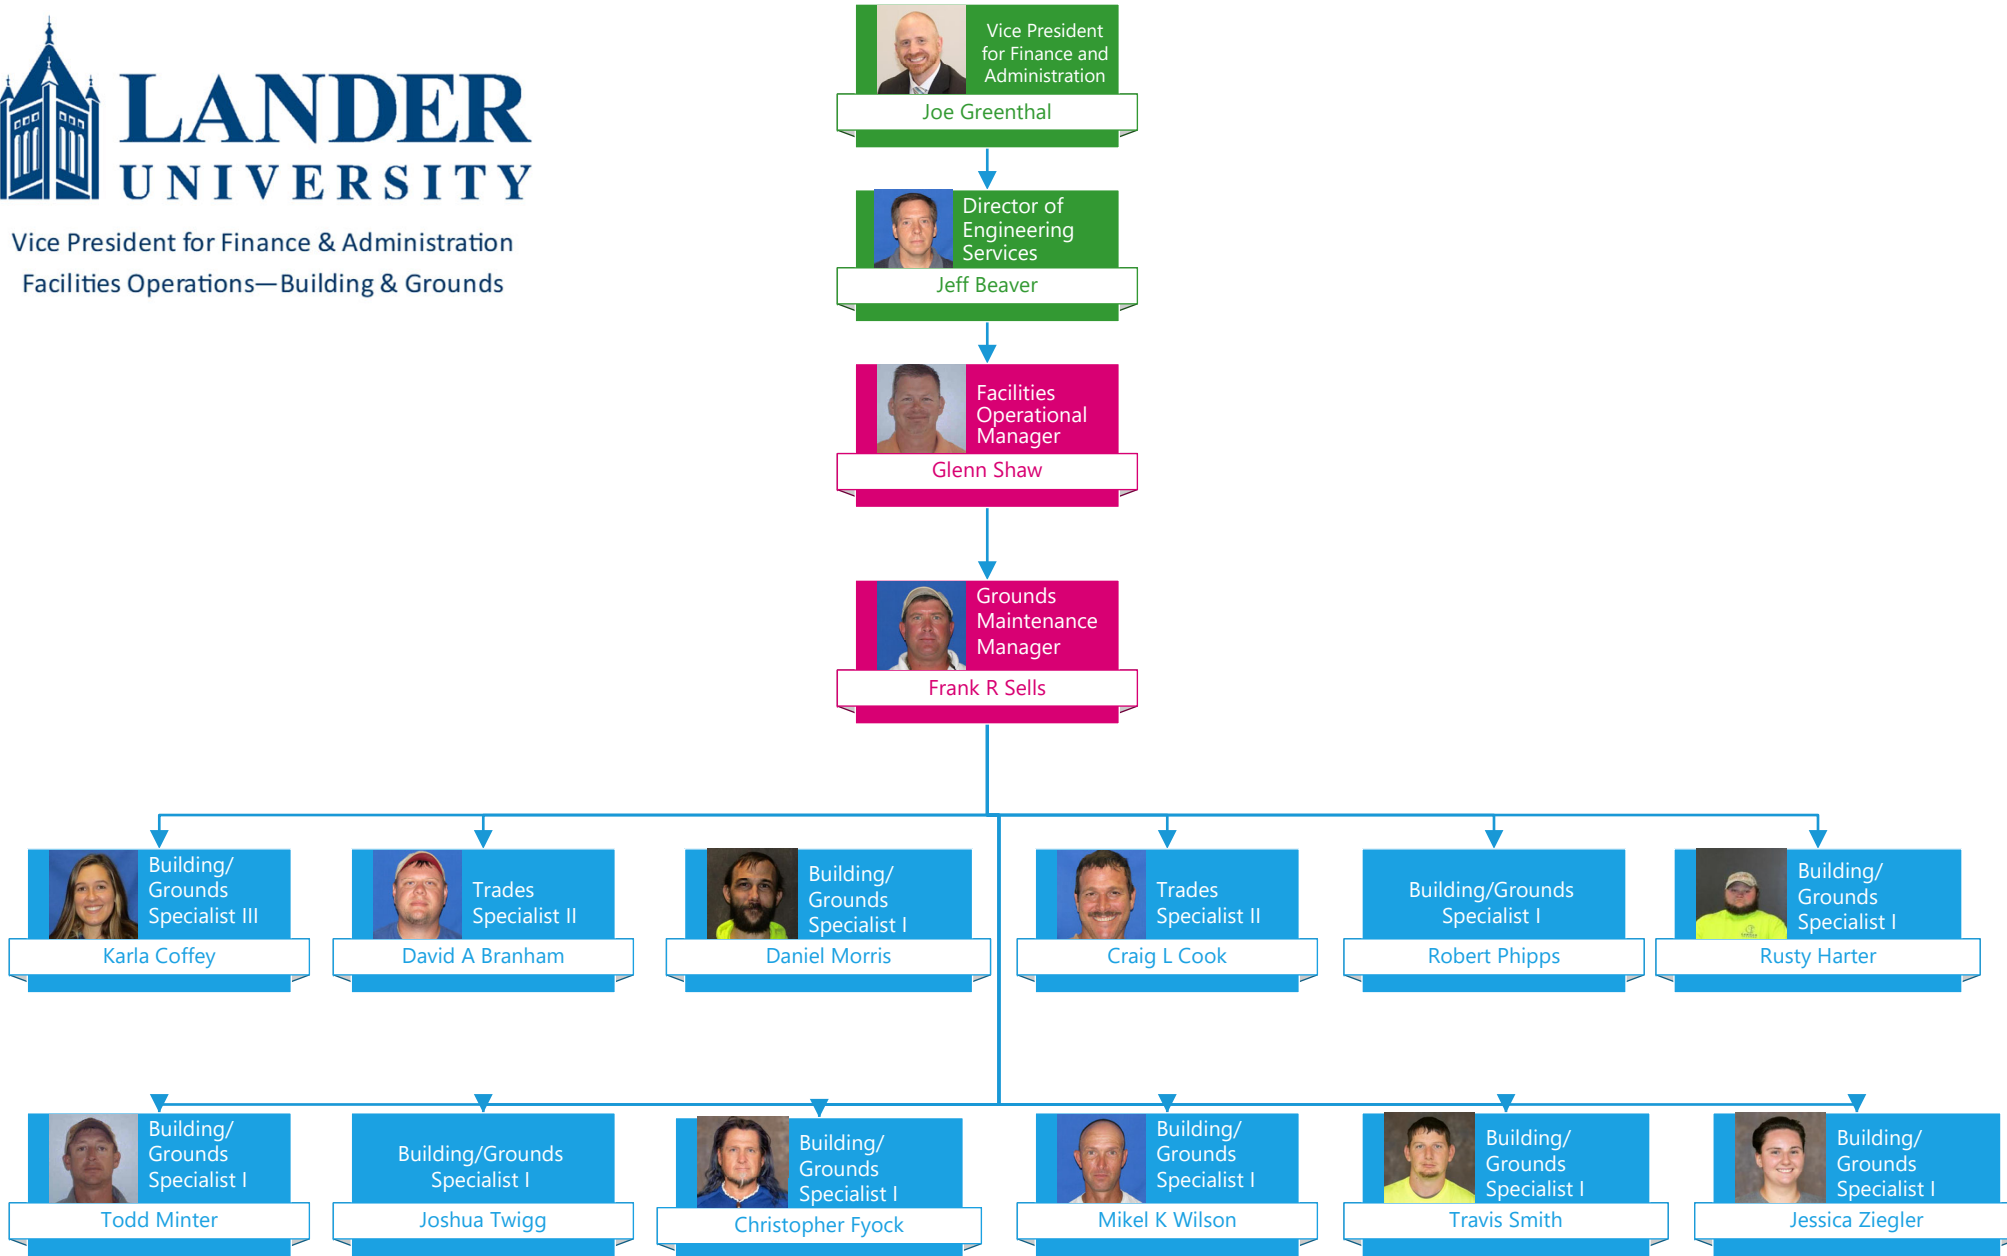 LANDER
UNIVERSITY
Vice President for Finance & Administration
Facilities Operations—Building & Grounds
Vice President
for Finance and
Administration
Joe Greenthal
Director of
Engineering
Services
Jeff Beaver
Facilities
Operational
Manager
Glenn Shaw
Grounds
Maintenance
Manager
Frank R Sells
Building/
Grounds
Specialist III
Karla Coffey
Trades
Specialist II
David A Branham
Building/
Grounds
Specialist I
Daniel Morris
Trades
Specialist II
Craig L Cook
Building/Grounds
Specialist I
Robert Phipps
Building/
Grounds
Specialist I
Rusty Harter
Building/
Grounds
Specialist I
Todd Minter
Building/Grounds
Specialist I
Joshua Twigg
Building/
Grounds
Specialist I
Christopher Fyock
Building/
Grounds
Specialist I
Mikel K Wilson
Building/
Grounds
Specialist I
Travis Smith
Building/
Grounds
Specialist I
Jessica Ziegler